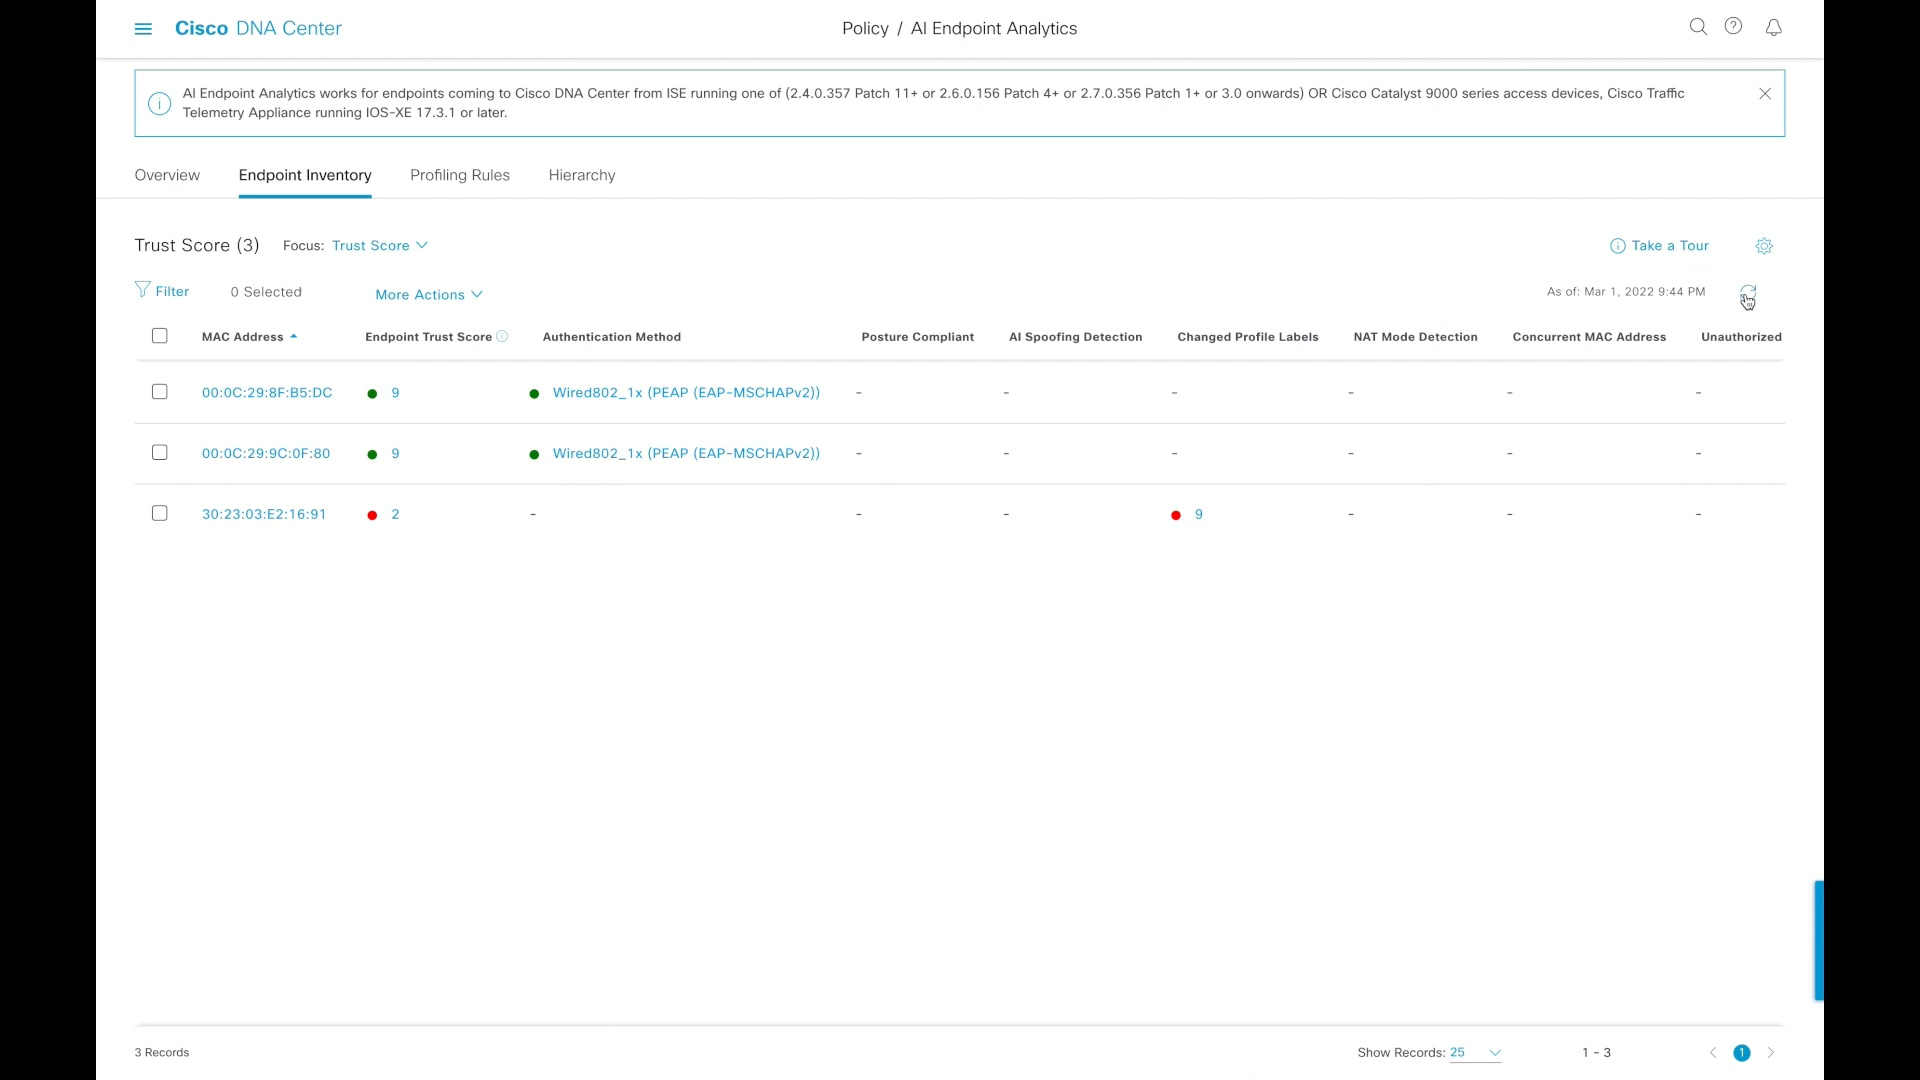 Cisco DNA Center
Policy / AI Endpoint Analytics
AI Endpoint Analytics works for endpoints coming to Cisco DNA Center from ISE running one of (2.4.0.357 Patch 11+ or 2.6.0.156 Patch 4+ or 2.7.0.356 Patch 1+ or 3.0 onwards) OR Cisco Catalyst 9000 series access devices, Cisco Traffic
Telemetry Appliance running IOS-XE 17.3.1 or later.
Overview Endpoint Inventory Profiling Rules Hierarchy
Trust Score (3) Focus: Trust Score Take a Tour
Filter 0 Selected More Actions As of: Mar 1, 2022 9:44 PM
MAC Address Endpoint Trust Score Authentication Method Posture Compliant AI Spoofing Detection Changed Profile Labels NAT Mode Detection Concurrent MAC Address Unauthorized
00:0C:29:8F:B5:DC 9 Wired802_1x (PEAP (EAP-MSCHAPv2)) - - - - - -
00:0C:29:9C:0F:80 9 Wired802_1x (PEAP (EAP-MSCHAPv2)) - - - - - -
30:23:03:E2:16:91 2 - - - 9 - - -
3 Records Show Records: 25 1 - 3 1